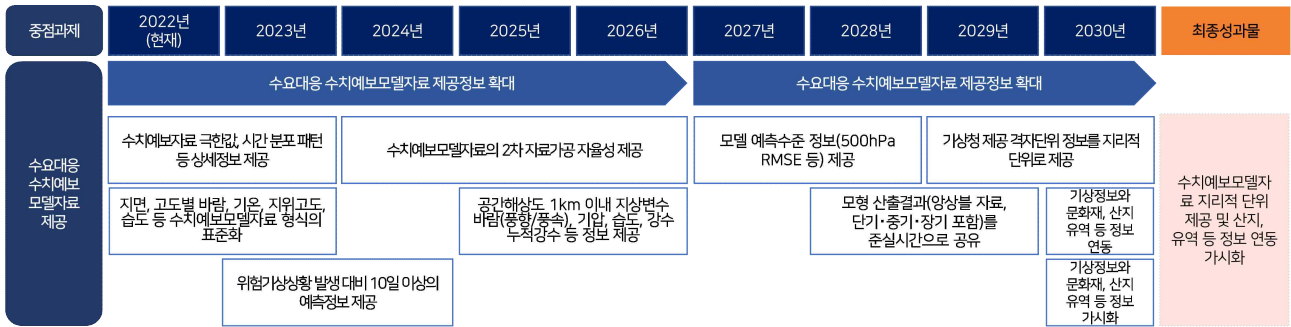 중점과제
2022년
(현재)
2023년
2024년
2025년
2026년
2027년
2028년
2029년
2030년
최종성과물
수요대응
수치예보
모델자료
제공
수요대응 수치예보모델자료 제공정보 확대
수요대응 수치예보모델자료 제공정보 확대
수치예보자료 극한값, 시간 분포 패턴
등 상세정보 제공
수치예보모델자료의 2차 자료가공 자율성 제공
모델 예측수준 정보(500hPa
RMSE 등) 제공
기상청 제공 격자단위 정보를 지리적
단위로 제공
지면, 고도별 바람, 기온, 지위고도,
습도 등 수치예보모델자료 형식의
표준화
공간해상도 1km 이내 지상변수
바람(풍향/풍속), 기압, 습도, 강수
누적강수 등 정보 제공
모형 산출결과(앙상블 자료,
단기·중기·장기 포함)를
준실시간으로 공유
기상정보와
문화재, 산지
유역 등 정보
연동
위험기상상황 발생 대비 10일 이상의
예측정보 제공
기상정보와
문화재, 산지
유역 등 정보
가시화
수치예보모델자
료 지리적 단위
제공 및 산지,
유역 등 정보 연동
가시화